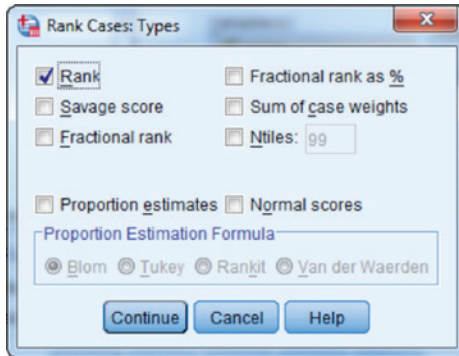 Rank Cases: Types
Rank
Fractional rank as %
Savage score
Sum of case weights
Fractional rank
Ntiles: 99
Proportion estimates
Normal scores
Proportion Estimation Formula
Blom Tukey Rankit Van der Waerden
Continue Cancel Help